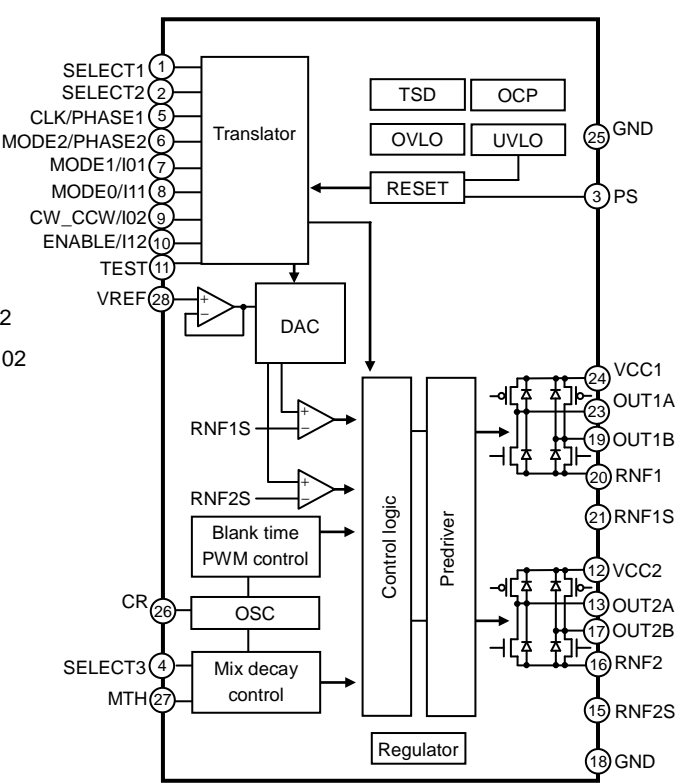 SELECT1 1
SELECT2 2
CLK/PHASE1 5
MODE2/PHASE2 6
MODE1/I01 7
MODE0/I11 8
CW_CCW/I02 9
ENABLE/I12 10
TEST 11
VREF 28
2
02
Translator
TSD
OCP
OVLO
UVLO
RESET
25 GND
3 PS
+
−
DAC
RNF1S
+
−
RNF2S
+
−
Blank time
PWM control
CR 26
OSC
SELECT3 4
MTH 27
Mix decay
control
Control logic
Predriver
Regulator
24 VCC1
23 OUT1A
19 OUT1B
20 RNF1
21 RNF1S
12 VCC2
13 OUT2A
17 OUT2B
16 RNF2
15 RNF2S
18 GND